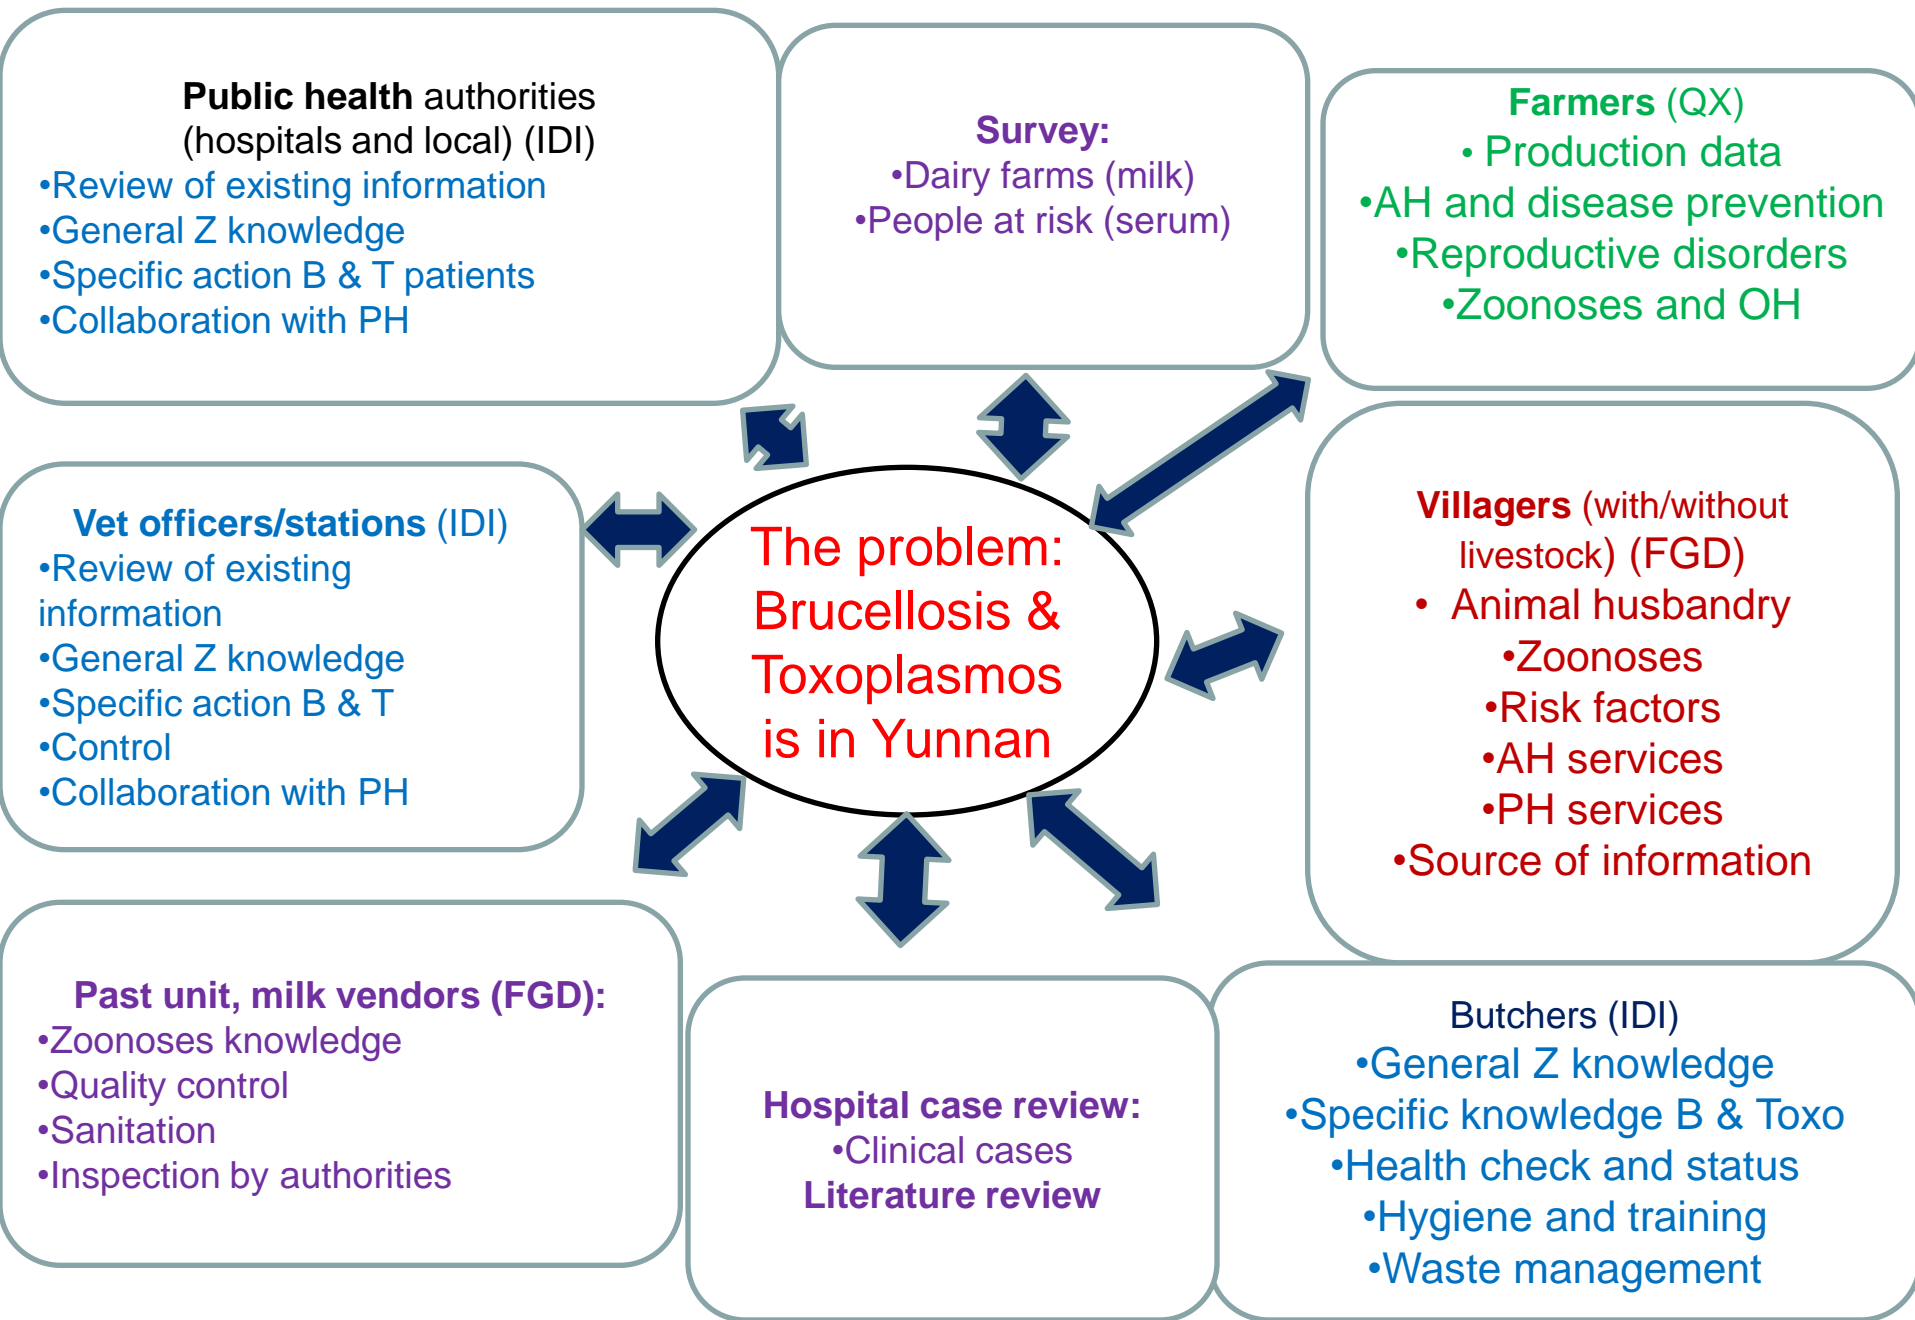 Public health authorities
(hospitals and local) (IDI)
•Review of existing information
•General Z knowledge
•Specific action B & T patients
•Collaboration with PH
Survey:
•Dairy farms (milk)
•People at risk (serum)
Farmers (QX)
• Production data
•AH and disease prevention
•Reproductive disorders
•Zoonoses and OH
Vet officers/stations (IDI)
•Review of existing
information
•General Z knowledge
•Specific action B & T
•Control
•Collaboration with PH
The problem:
Brucellosis &
Toxoplasmos
is in Yunnan
Villagers (with/without
livestock) (FGD)
• Animal husbandry
•Zoonoses
•Risk factors
•AH services
•PH services
•Source of information
Past unit, milk vendors (FGD):
•Zoonoses knowledge
•Quality control
•Sanitation
•Inspection by authorities
Hospital case review:
•Clinical cases
Literature review
Butchers (IDI)
•General Z knowledge
•Specific knowledge B & Toxo
•Health check and status
•Hygiene and training
•Waste management